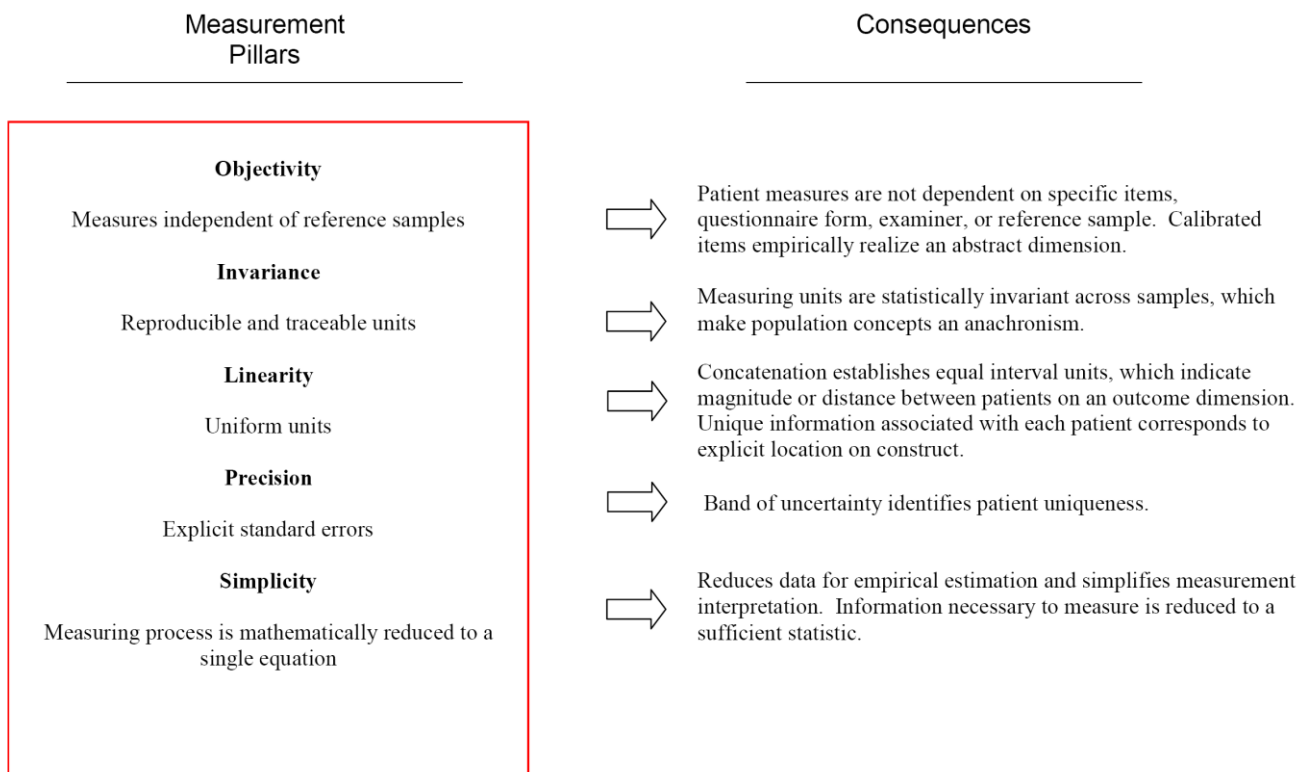 Measurement
Pillars
Consequences
Objectivity
Measures independent of reference samples
Patient measures are not dependent on specific items,
questionnaire form, examiner, or reference sample.  Calibrated
items empirically realize an abstract dimension.
Invariance
Reproducible and traceable units
Measuring units are statistically invariant across samples, which
make population concepts an anachronism.
Linearity
Uniform units
Concatenation establishes equal interval units, which indicate
magnitude or distance between patients on an outcome dimension.
Unique information associated with each patient corresponds to
explicit location on construct.
Precision
Explicit standard errors
Band of uncertainty identifies patient uniqueness.
Simplicity
Measuring process is mathematically reduced to a
single equation
Reduces data for empirical estimation and simplifies measurement
interpretation.  Information necessary to measure is reduced to a
sufficient statistic.